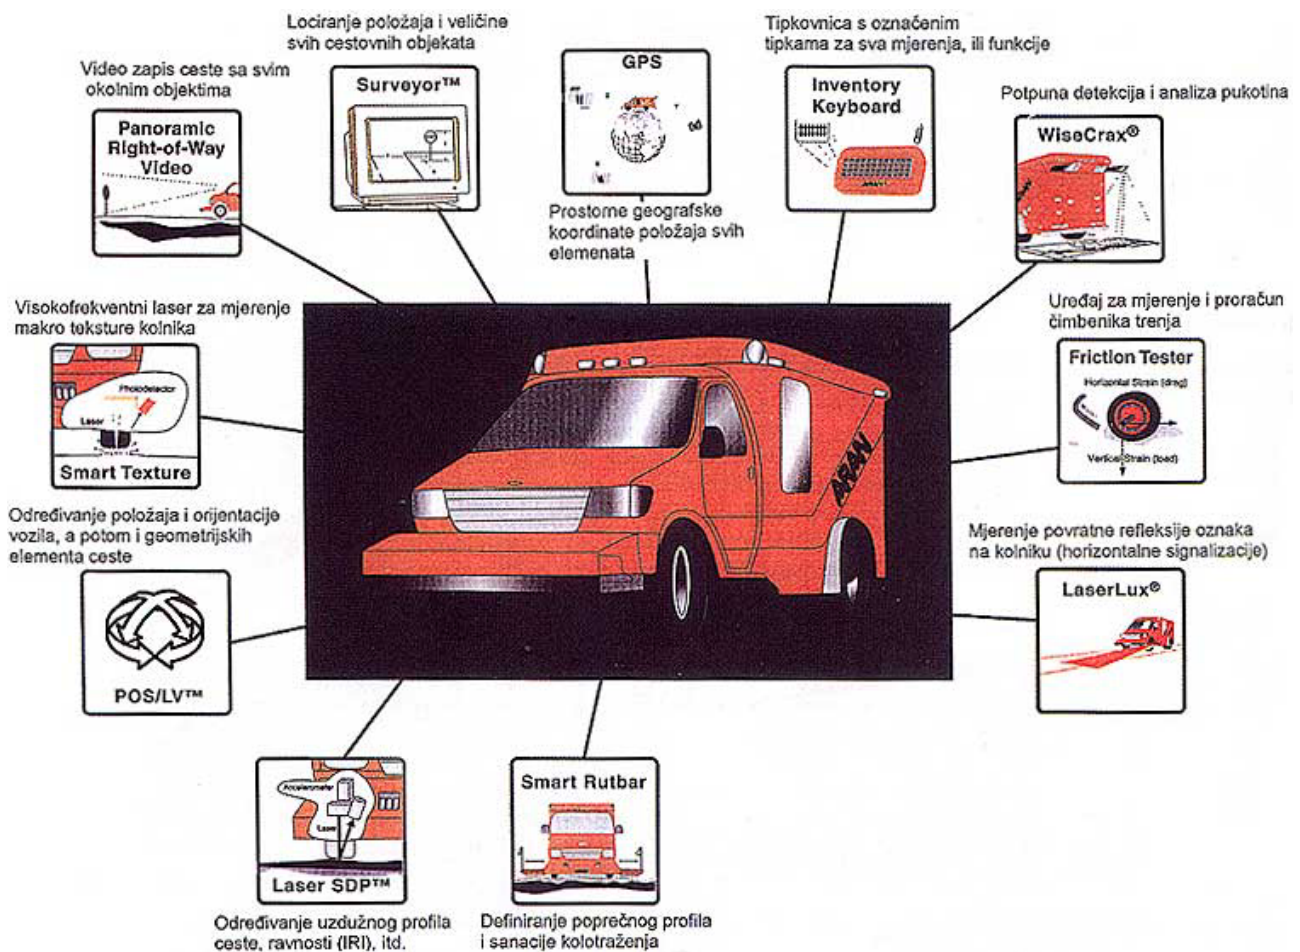 Lociranje položaja i veličine
svih cestovnih objekata
Surveyor™
Video zapis ceste sa svim
okolnim objektima
Panoramic
Right-of-Way
Video
GPS
Prostorne geografske
koordinate položaja svih
elemenata
Tipkovnica s označenim
tipkama za sva mjerenja, ili funkcije
Inventory
Keyboard
Potpuna detekcija i analiza pukotina
WiseCrax®
Visokofrekventni laser za mjerenje
makro teksture kolnika
Photodetector
Laser
Smart Texture
Uređaj za mjerenje i proračun
čimbenika trenja
Friction Tester
Horizontal Strain (drag)
Vertical Strain (load)
ARAN
Određivanje položaja i orijentacije
vozila, a potom i geometrijskih
elementa ceste
POS/LV™
Mjerenje povratne refleksije oznaka
na kolniku (horizontalne signalizacije)
LaserLux®
Accelerometer
Laser
Laser SDP™
Određivanje uzdužnog profila
ceste, ravnosti (IRI), itd.
Smart Rutbar
Definiranje poprečnog profila
i sanacije kolotraženja